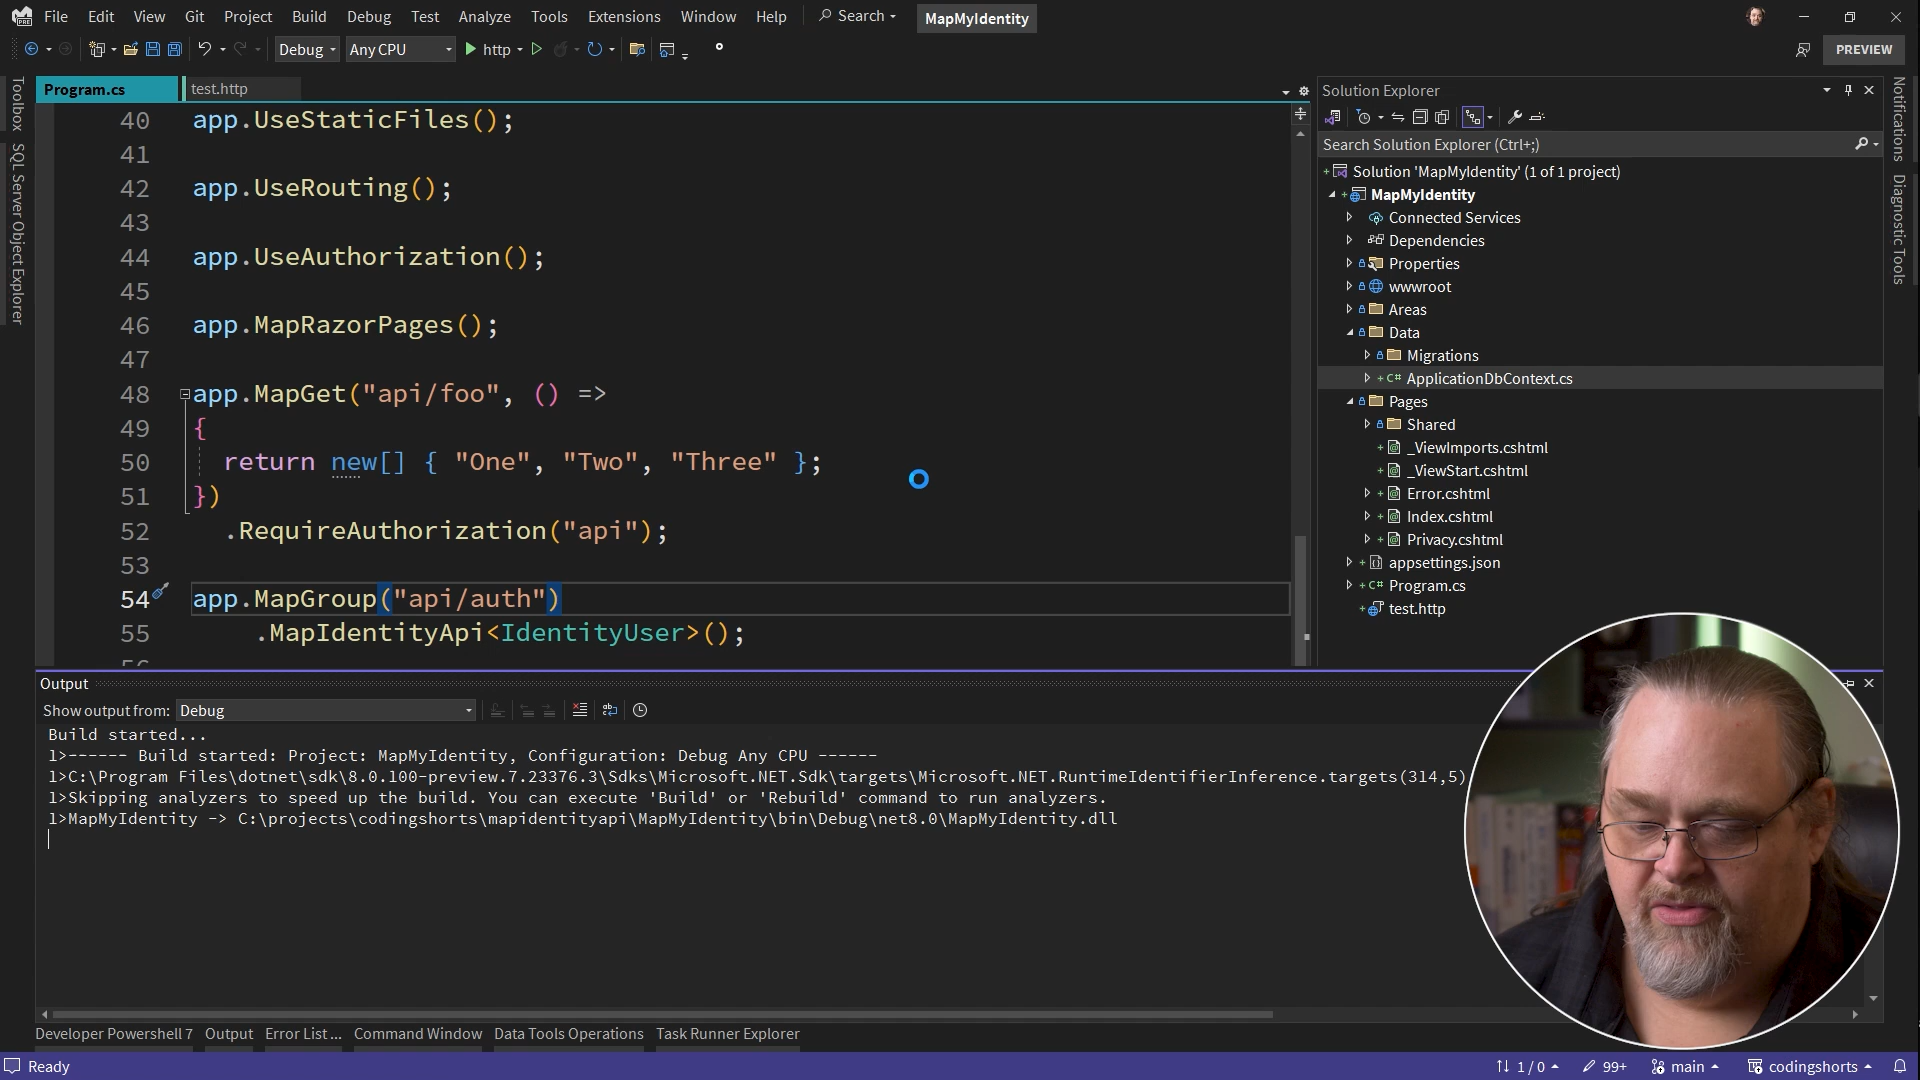 File Edit View Git Project Build Debug Test Analyze Tools Extensions Window Help Search MapMyIdentity
Debug Any CPU http PREVIEW
Program.cs test.http
40 app.UseStaticFiles();
41
42 app.UseRouting();
43
44 app.UseAuthorization();
45
46 app.MapRazorPages();
47
48 app.MapGet("api/foo", () =>
49 {
50 return new[] { "One", "Two", "Three" };
51 })
52 .RequireAuthorization("api");
53
54 app.MapGroup("api/auth")
55 .MapIdentityApi<IdentityUser>();
Toolbox
SQL Server Object Explorer
Solution Explorer
Search Solution Explorer (Ctrl+;)
Solution 'MapMyIdentity' (1 of 1 project)
MapMyIdentity
Connected Services
Dependencies
Properties
wwwroot
Areas
Data
Migrations
C# ApplicationDbContext.cs
Pages
Shared
_ViewImports.cshtml
_ViewStart.cshtml
Error.cshtml
Index.cshtml
Privacy.cshtml
appsettings.json
C# Program.cs
test.http
Notifications
Diagnostic Tools
Output
Show output from: Debug
Build started...
1>------ Build started: Project: MapMyIdentity, Configuration: Debug Any CPU ------
1>C:\Program Files\dotnet\sdk\8.0.100-preview.7.23376.3\Sdks\Microsoft.NET.Sdk\targets\Microsoft.NET.RuntimeIdentifierInference.targets(314,5)
1>Skipping analyzers to speed up the build. You can execute 'Build' or 'Rebuild' command to run analyzers.
1>MapMyIdentity -> C:\projects\codingshorts\mapidentityapi\MapMyIdentity\bin\Debug\net8.0\MapMyIdentity.dll
Developer Powershell 7 Output Error List ... Command Window Data Tools Operations Task Runner Explorer
Ready 1 / 0 99+ main codingshorts